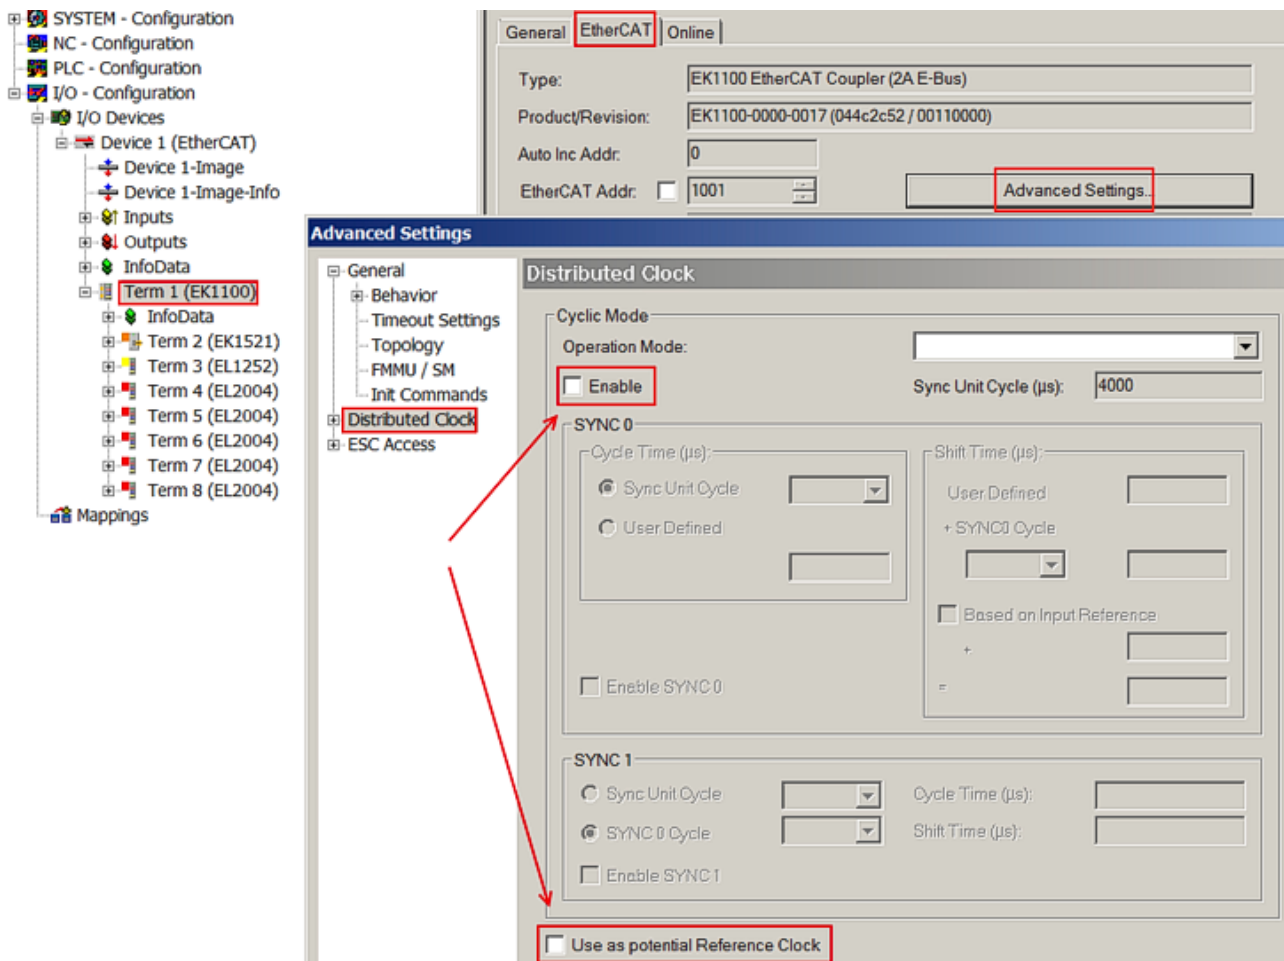 SYSTEM - Configuration
NC - Configuration
PLC - Configuration
I/O - Configuration
I/O Devices
Device 1 (EtherCAT)
Device 1-Image
Device 1-Image-Info
Inputs
Outputs
InfoData
Term 1 (EK1100)
InfoData
Term 2 (EK1521)
Term 3 (EL1252)
Term 4 (EL2004)
Term 5 (EL2004)
Term 6 (EL2004)
Term 7 (EL2004)
Term 8 (EL2004)
Mappings
General EtherCAT Online
Type: EK1100 EtherCAT Coupler (2A E-Bus)
Product/Revision: EK1100-0000-0017 (044c2c52 / 00110000)
Auto Inc Addr: 0
EtherCAT Addr: 1001 Advanced Settings...
Advanced Settings
General
Behavior
Timeout Settings
Topology
FMMU / SM
Init Commands
Distributed Clock
ESC Access
Distributed Clock
Cyclic Mode
Operation Mode:
Enable Sync Unit Cycle (µs): 4000
SYNC 0
Cycle Time (µs):
Sync Unit Cycle
User Defined
Shift Time (µs):
User Defined
+ SYNC0 Cycle
Based on Input Reference
+
=
Enable SYNC 0
SYNC 1
Sync Unit Cycle Cycle Time (µs):
SYNC 0 Cycle Shift Time (µs):
Enable SYNC 1
Use as potential Reference Clock